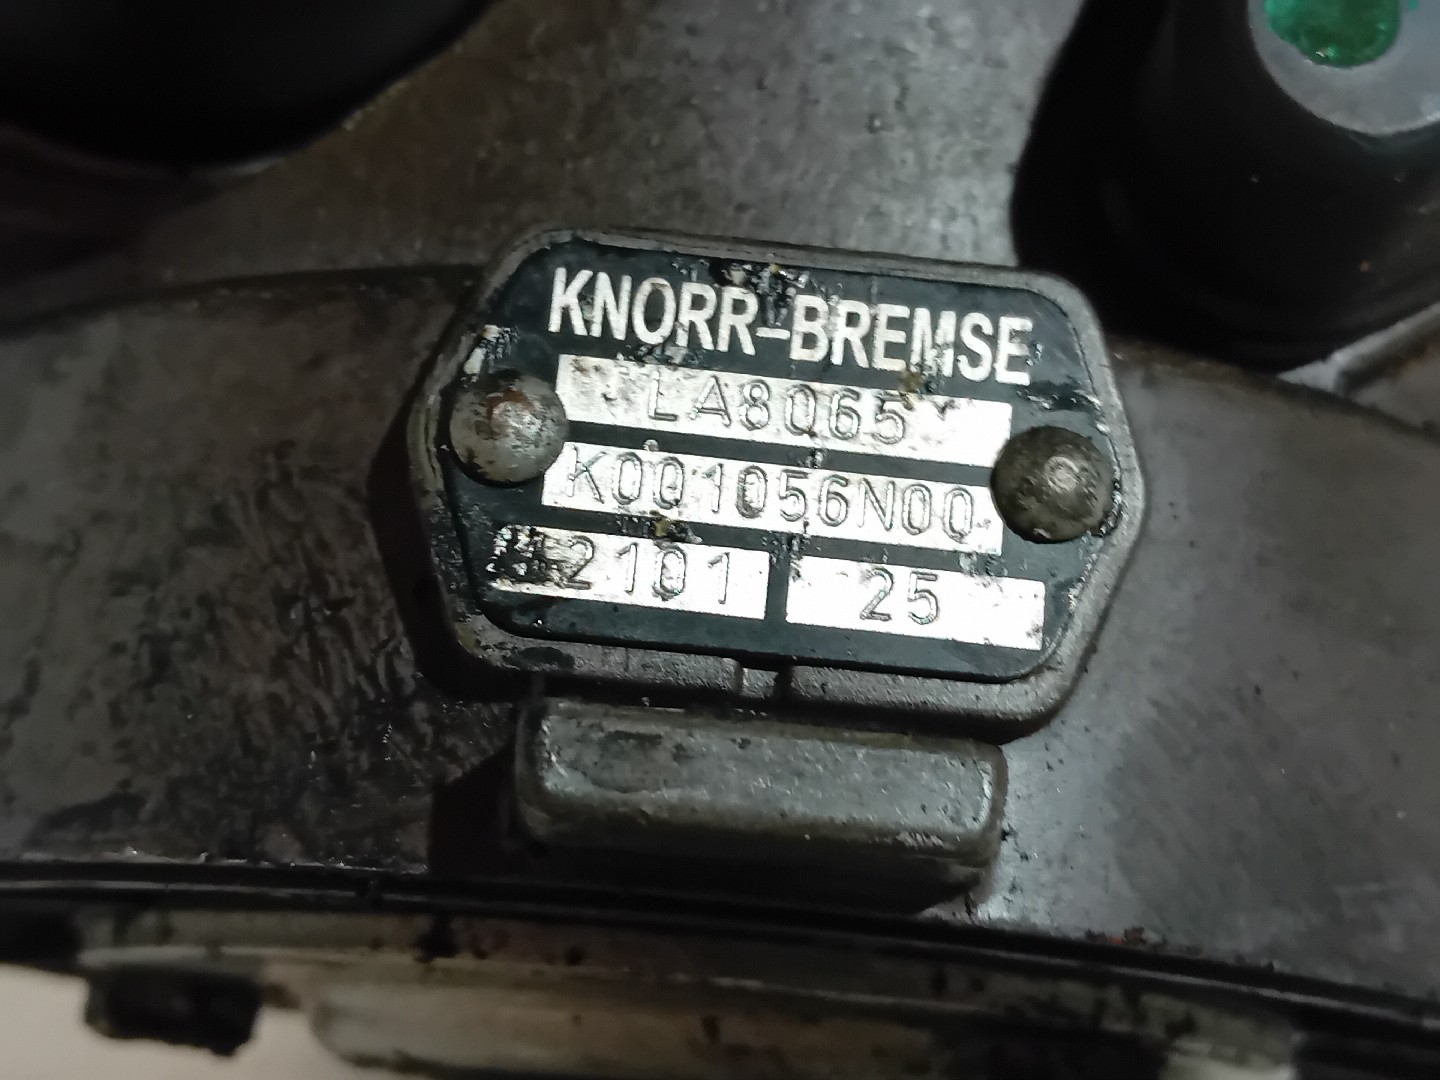 KNORR-BREMSE
LA8065
K001056N00
2101 25